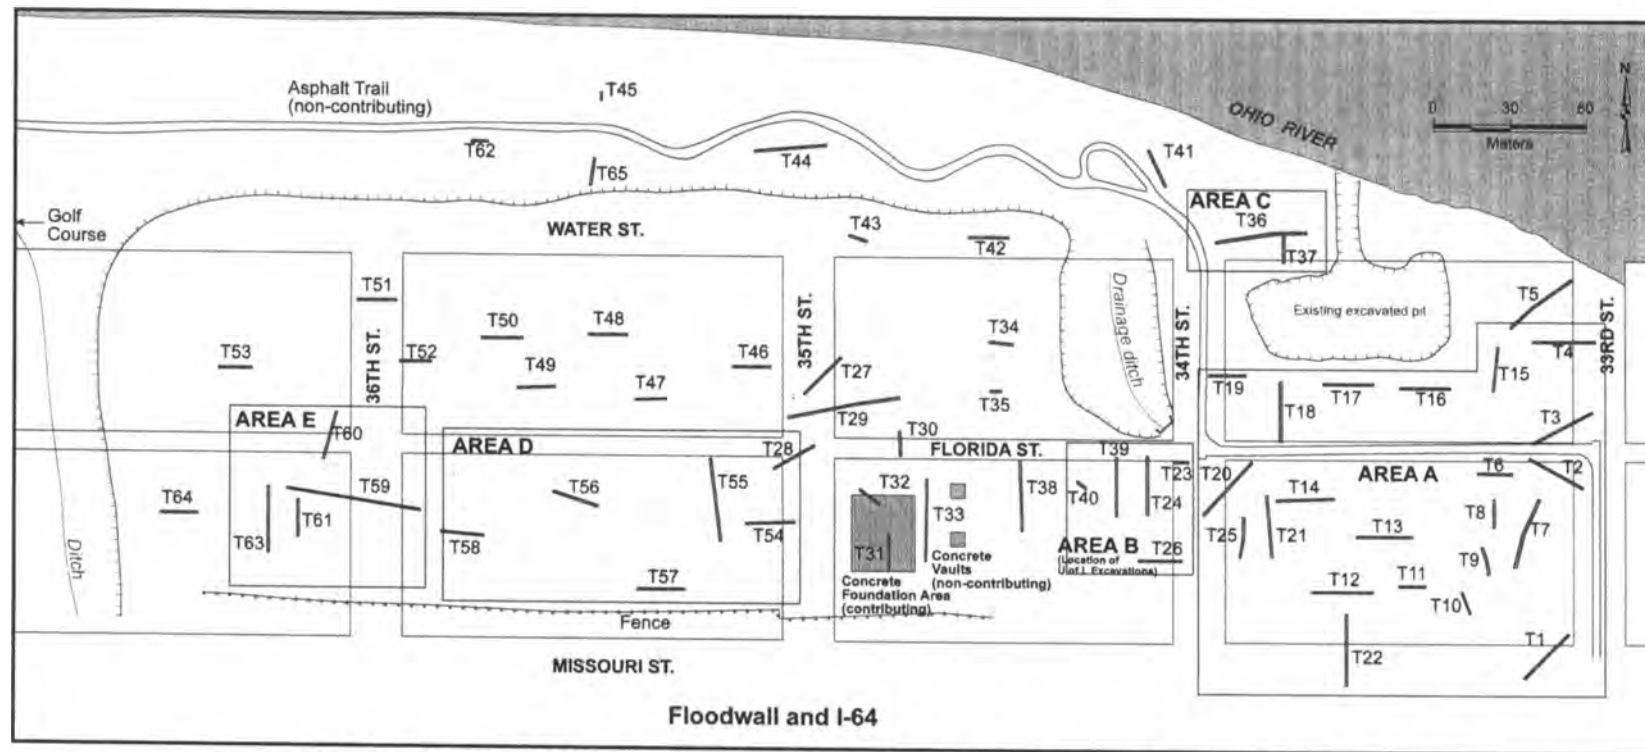 Asphalt Trail
(non-contributing)
T45
N
0 30 60
Meters
OHIO RIVER
T62
T65
T44
T41
AREA C
T36
T37
Golf
Course
WATER ST.
T43
T42
T51
T50
T48
T53
T52
T49
T47
T46
36TH ST.
35TH ST.
T27
T29
T34
T35
Drainage ditch
34TH ST.
Existing excavated pit
T5
T4
33RD ST.
T19
T18
T17
T16
T15
T3
AREA E
T60
AREA D
T28
T30
FLORIDA ST.
T39
T23
T20
AREA A
T6
T2
T64
T59
T61
T63
T56
T55
T58
T54
T57
T32
T33
T38
T40
T24
T14
T25
T21
T13
T8
T7
T31
Concrete
Vaults
(non-contributing)
AREA B
(Location of
U of L Excavations)
T26
T9
T12
T11
T10
Concrete
Foundation Area
(contributing)
Ditch
Fence
T22
T1
MISSOURI ST.
Floodwall and I-64